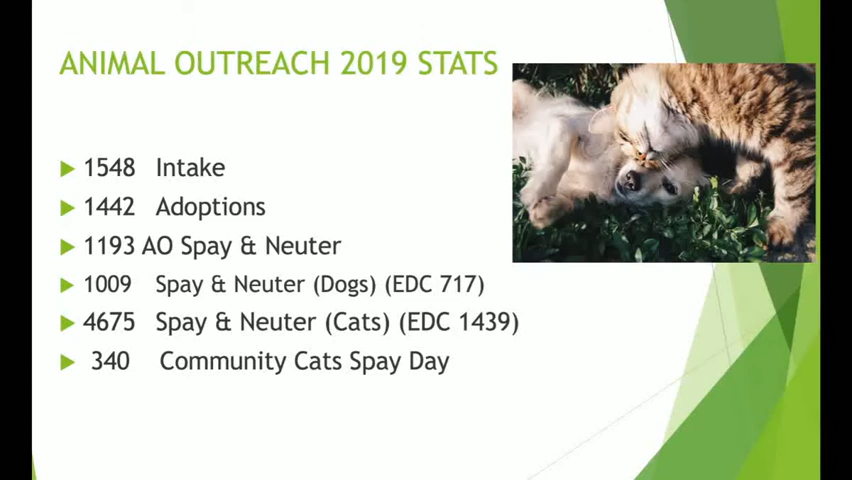 ANIMAL OUTREACH 2019 STATS
1548 Intake
1442 Adoptions
1193 AO Spay & Neuter
1009 Spay & Neuter (Dogs) (EDC 717)
4675 Spay & Neuter (Cats) (EDC 1439)
340 Community Cats Spay Day